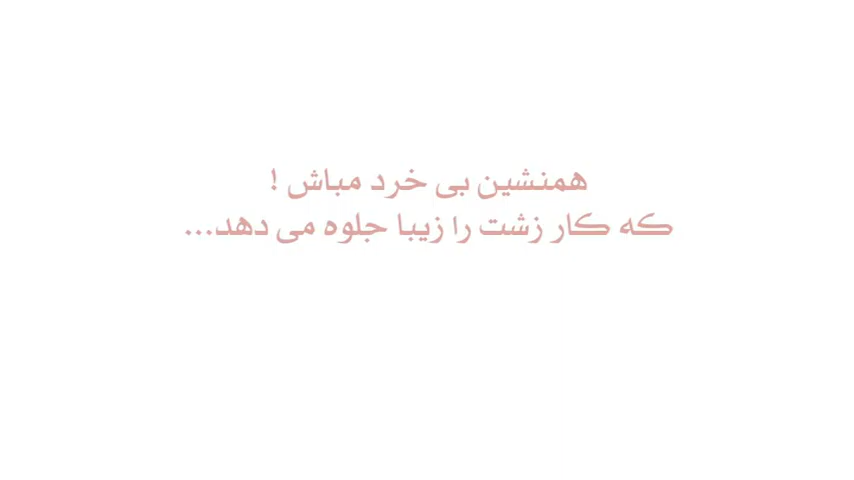 همنشین بی خرد مباش !
که کار زشت را زیبا جلوه می دهد...